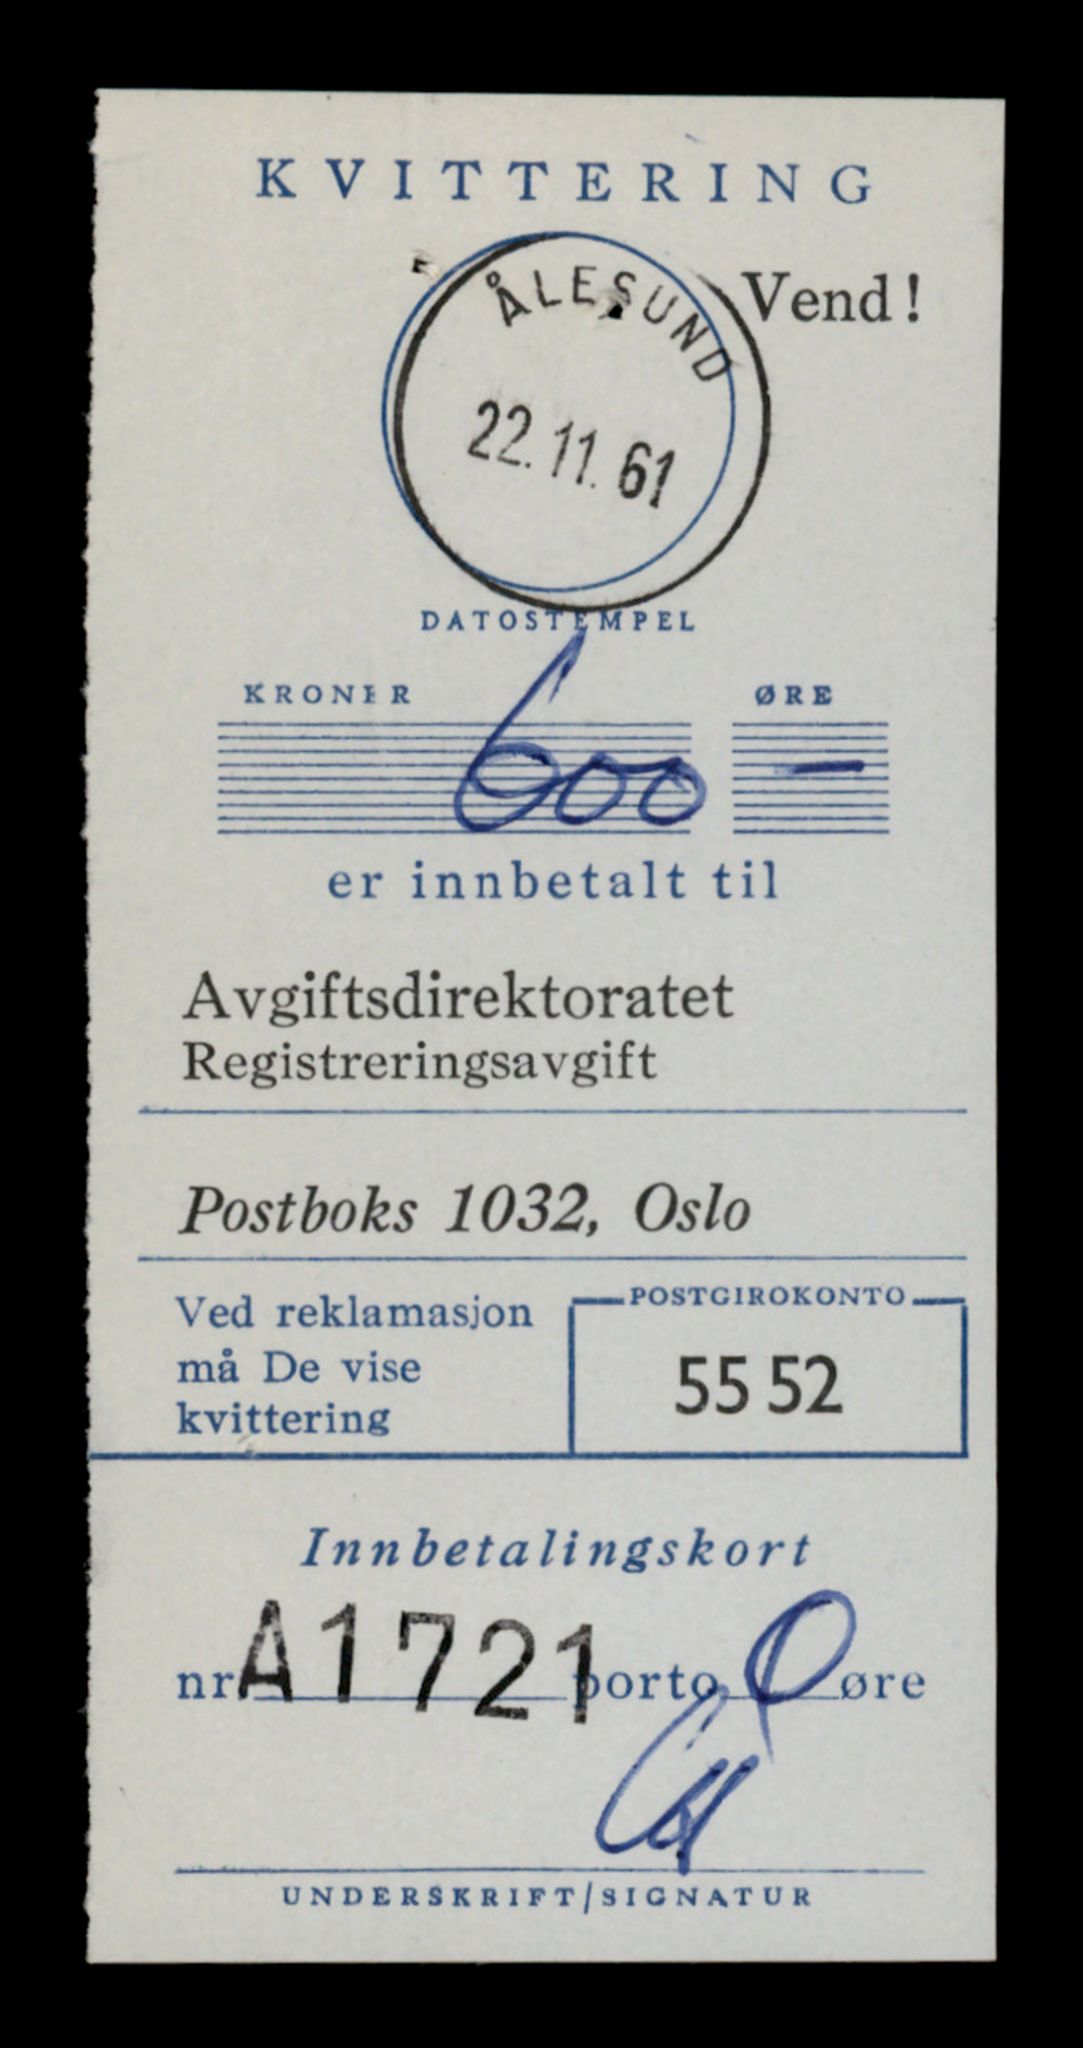 KVITTERING
Vend!
ÅLESUND
22.11.61
DATOSTEMPEL
KRONER ØRE
600 —
er innbetalt til
Avgiftsdirektoratet
Registreringsavgift
Postboks 1032, Oslo
Ved reklamasjon
må De vise
kvittering
POSTGIROKONTO
55 52
Innbetalingskort
nr. A1721 porto 0 øre
UNDERSKRIFT/SIGNATUR